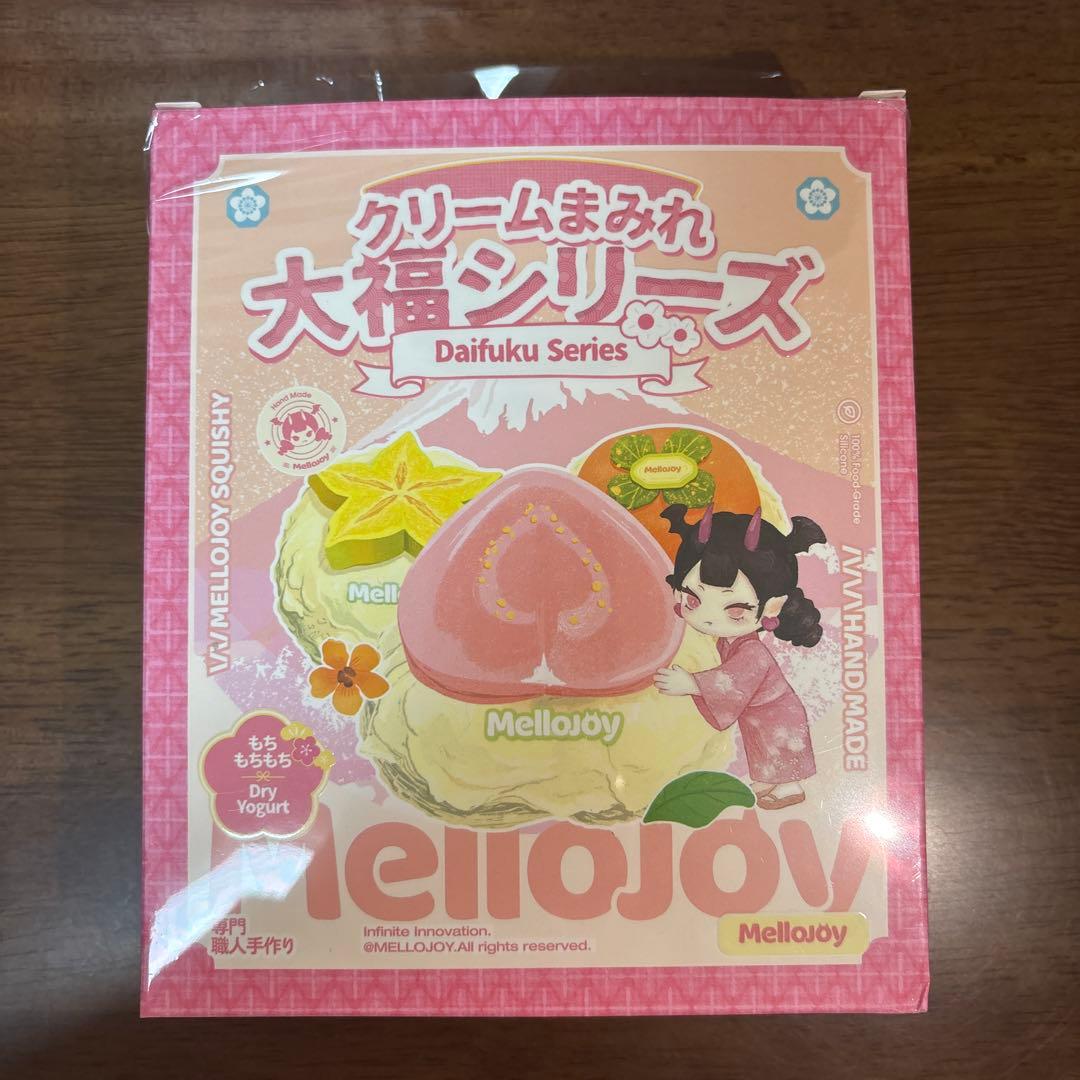 クリームまみれ
大福シリーズ
Daifuku Series
Hand Made
Mellojoy
MELLOJOY SQUISHY
100% Food Grade
Silicone
Mellojoy
Mell
Mellojoy
HAND MADE
もち
もちもち
Dry
Yogurt
Mellojoy
専門
職人手作り
Infinite Innovation.
@MELLOJOY.All rights reserved.
Mellojoy